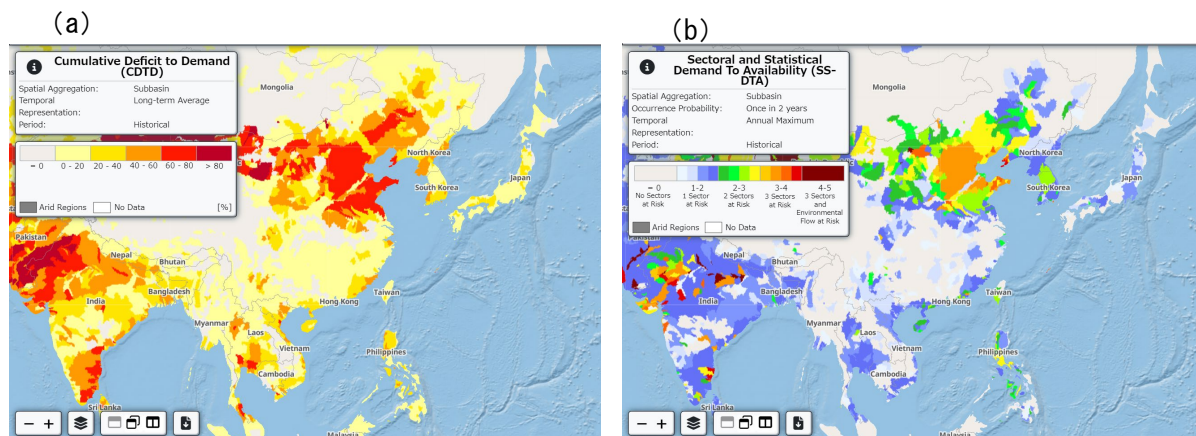 (a)
Cumulative Deficit to Demand
(CDTD)
Spatial Aggregation: Subbasin
Temporal Long-term Average
Representation:
Period: Historical
= 0 0 - 20 20 - 40 40 - 60 60 - 80 > 80
Arid Regions No Data [%]
Mongolia
North Korea
South Korea
Japan
Pakistan
Nepal
Bhutan
India
Bangladesh
Taiwan
Hong Kong
Myanmar
Laos
Vietnam
Philippines
Cambodia
Sri Lanka
Malaysia
(b)
Sectoral and Statistical
Demand To Availability (SS-
DTA)
Spatial Aggregation: Subbasin
Occurrence Probability: Once in 2 years
Temporal Annual Maximum
Representation:
Period: Historical
= 0 1-2 2-3 3-4 4-5
No Sectors 1 Sector 2 Sectors 3 Sectors 3 Sectors
at Risk at Risk at Risk at Risk and
Environmental
Flow at Risk
Arid Regions No Data
Mongolia
North Korea
South Korea
Japan
Pakistan
Nepal
Bhutan
India
Bangladesh
Taiwan
Hong Kong
Myanmar
Laos
Vietnam
Philippines
Cambodia
Sri Lanka
Malaysia